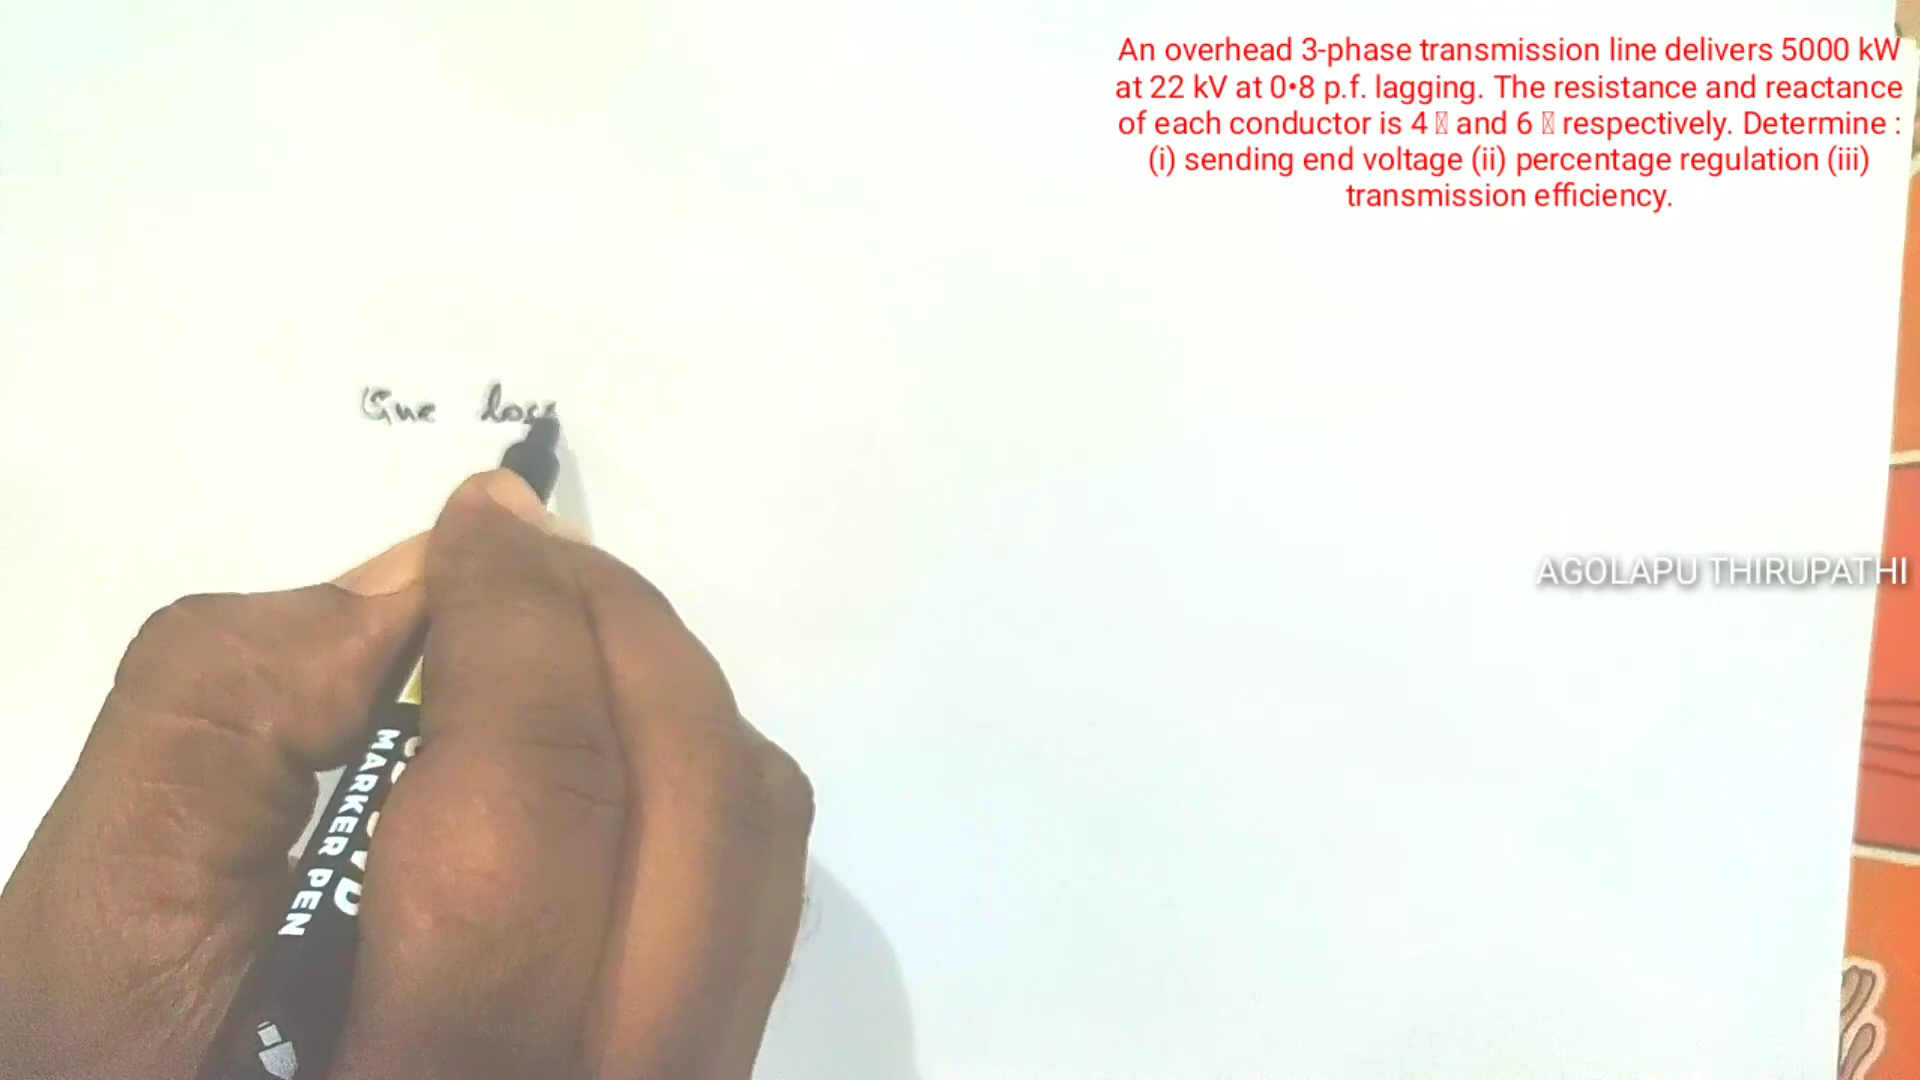 An overhead 3-phase transmission line delivers 5000 kW
at 22 kV at 0•8 p.f. lagging. The resistance and reactance
of each conductor is 4 and 6 respectively. Determine :
(i) sending end voltage (ii) percentage regulation (iii)
transmission efficiency.
Line loss
AGOLAPU THIRUPATHI
MARKER PEN